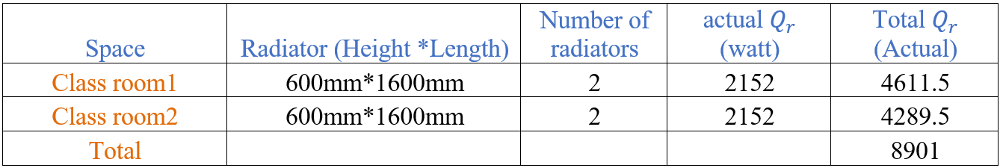 Space Radiator (Height *Length) Number of radiators actual Qr (watt) Total Qr (Actual)
Class room1 600mm*1600mm 2 2152 4611.5
Class room2 600mm*1600mm 2 2152 4289.5
Total 8901